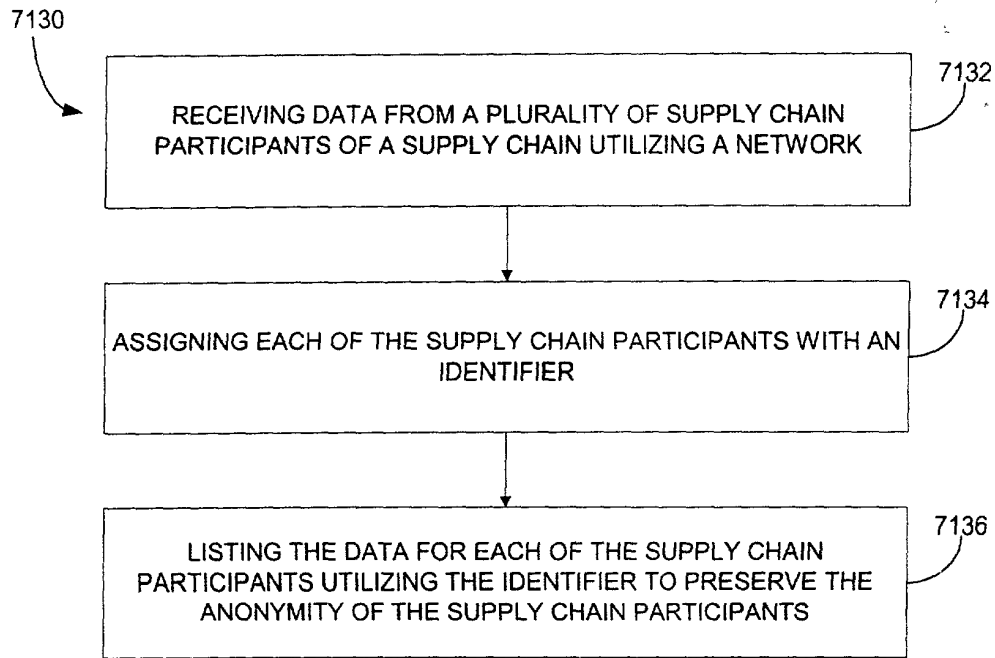 7130
7132
RECEIVING DATA FROM A PLURALITY OF SUPPLY CHAIN
PARTICIPANTS OF A SUPPLY CHAIN UTILIZING A NETWORK
7134
ASSIGNING EACH OF THE SUPPLY CHAIN PARTICIPANTS WITH AN
IDENTIFIER
7136
LISTING THE DATA FOR EACH OF THE SUPPLY CHAIN
PARTICIPANTS UTILIZING THE IDENTIFIER TO PRESERVE THE
ANONYMITY OF THE SUPPLY CHAIN PARTICIPANTS